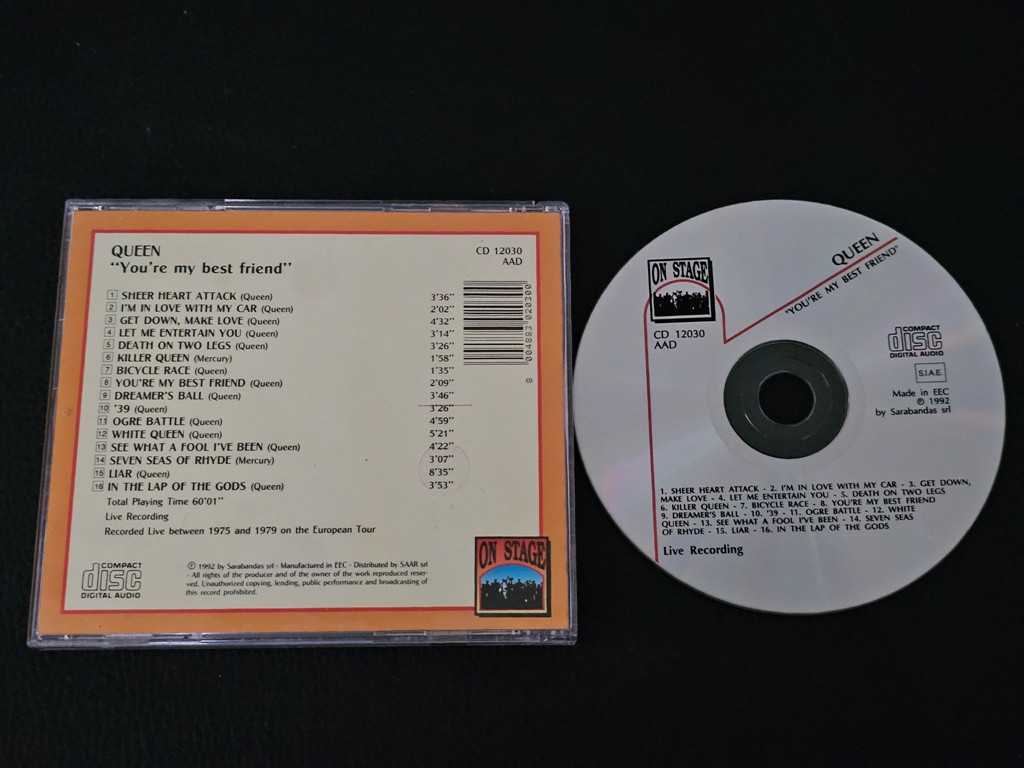 QUEEN
"You're my best friend"
CD 12030
AAD
1 SHEER HEART ATTACK (Queen) 3'36"
2 I'M IN LOVE WITH MY CAR (Queen) 2'02"
3 GET DOWN, MAKE LOVE (Queen) 4'32"
4 LET ME ENTERTAIN YOU (Queen) 3'14"
5 DEATH ON TWO LEGS (Queen) 3'26"
6 KILLER QUEEN (Mercury) 1'58"
7 BICYCLE RACE (Queen) 1'35"
8 YOU'RE MY BEST FRIEND (Queen) 2'09"
9 DREAMER'S BALL (Queen) 3'46"
10 '39 (Queen) 3'26"
11 OGRE BATTLE (Queen) 4'59"
12 WHITE QUEEN (Queen) 5'21"
13 SEE WHAT A FOOL I'VE BEEN (Queen) 4'22"
14 SEVEN SEAS OF RHYDE (Mercury) 3'07"
15 LIAR (Queen) 8'35"
16 IN THE LAP OF THE GODS (Queen) 3'53"
Total Playing Time 60'01"
Live Recording
Recorded Live between 1975 and 1979 on the European Tour
COMPACT
disc
DIGITAL AUDIO
℗ 1992 by Sarabandas srl - Manufactured in EEC - Distributed by SAAR srl
- All rights of the producer and of the owner of the work reproduced reser-
ved. Unauthorized copying, lending, public performance and broadcasting of
this record prohibited.
ON STAGE
ON STAGE
CD 12030
AAD
QUEEN
"YOU'RE MY BEST FRIEND"
COMPACT
disc
DIGITAL AUDIO
S.I.A.E.
Made in EEC
℗ 1992
by Sarabandas srl
1. SHEER HEART ATTACK - 2. I'M IN LOVE WITH MY CAR - 3. GET DOWN,
MAKE LOVE - 4. LET ME ENTERTAIN YOU - 5. DEATH ON TWO LEGS
6. KILLER QUEEN - 7. BICYCLE RACE - 8. YOU'RE MY BEST FRIEND
9. DREAMER'S BALL - 10. '39 - 11. OGRE BATTLE - 12. WHITE
QUEEN - 13. SEE WHAT A FOOL I'VE BEEN - 14. SEVEN SEAS
OF RHYDE - 15. LIAR - 16. IN THE LAP OF THE GODS
Live Recording